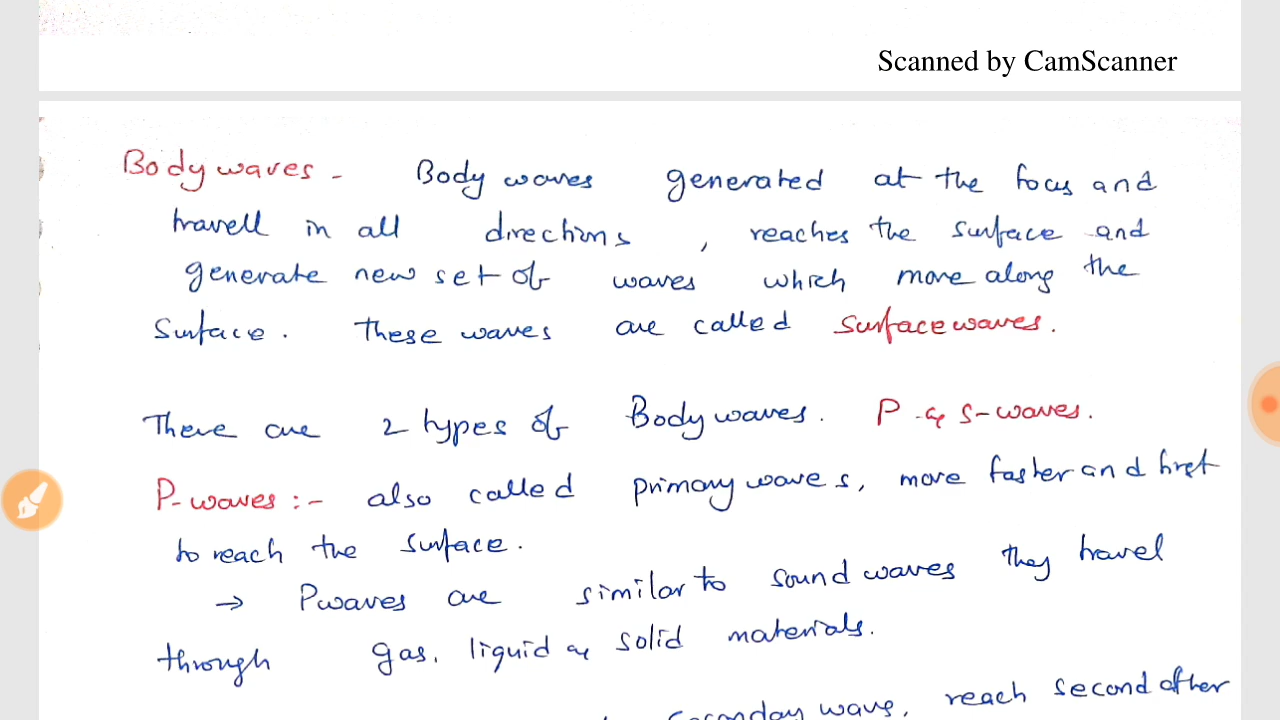 Scanned by CamScanner
Body waves - Body waves generated at the focus and
travell in all directions , reaches the surface and
generate new set of waves which move along the
Surface. These waves are called surface waves.
There are 2 types of Body waves. P & S-waves.
P-waves :- also called primary waves, move faster and first
to reach the surface.
→ P waves are similar to sound waves they travel
through gas, liquid & solid materials.
wave, reach second after